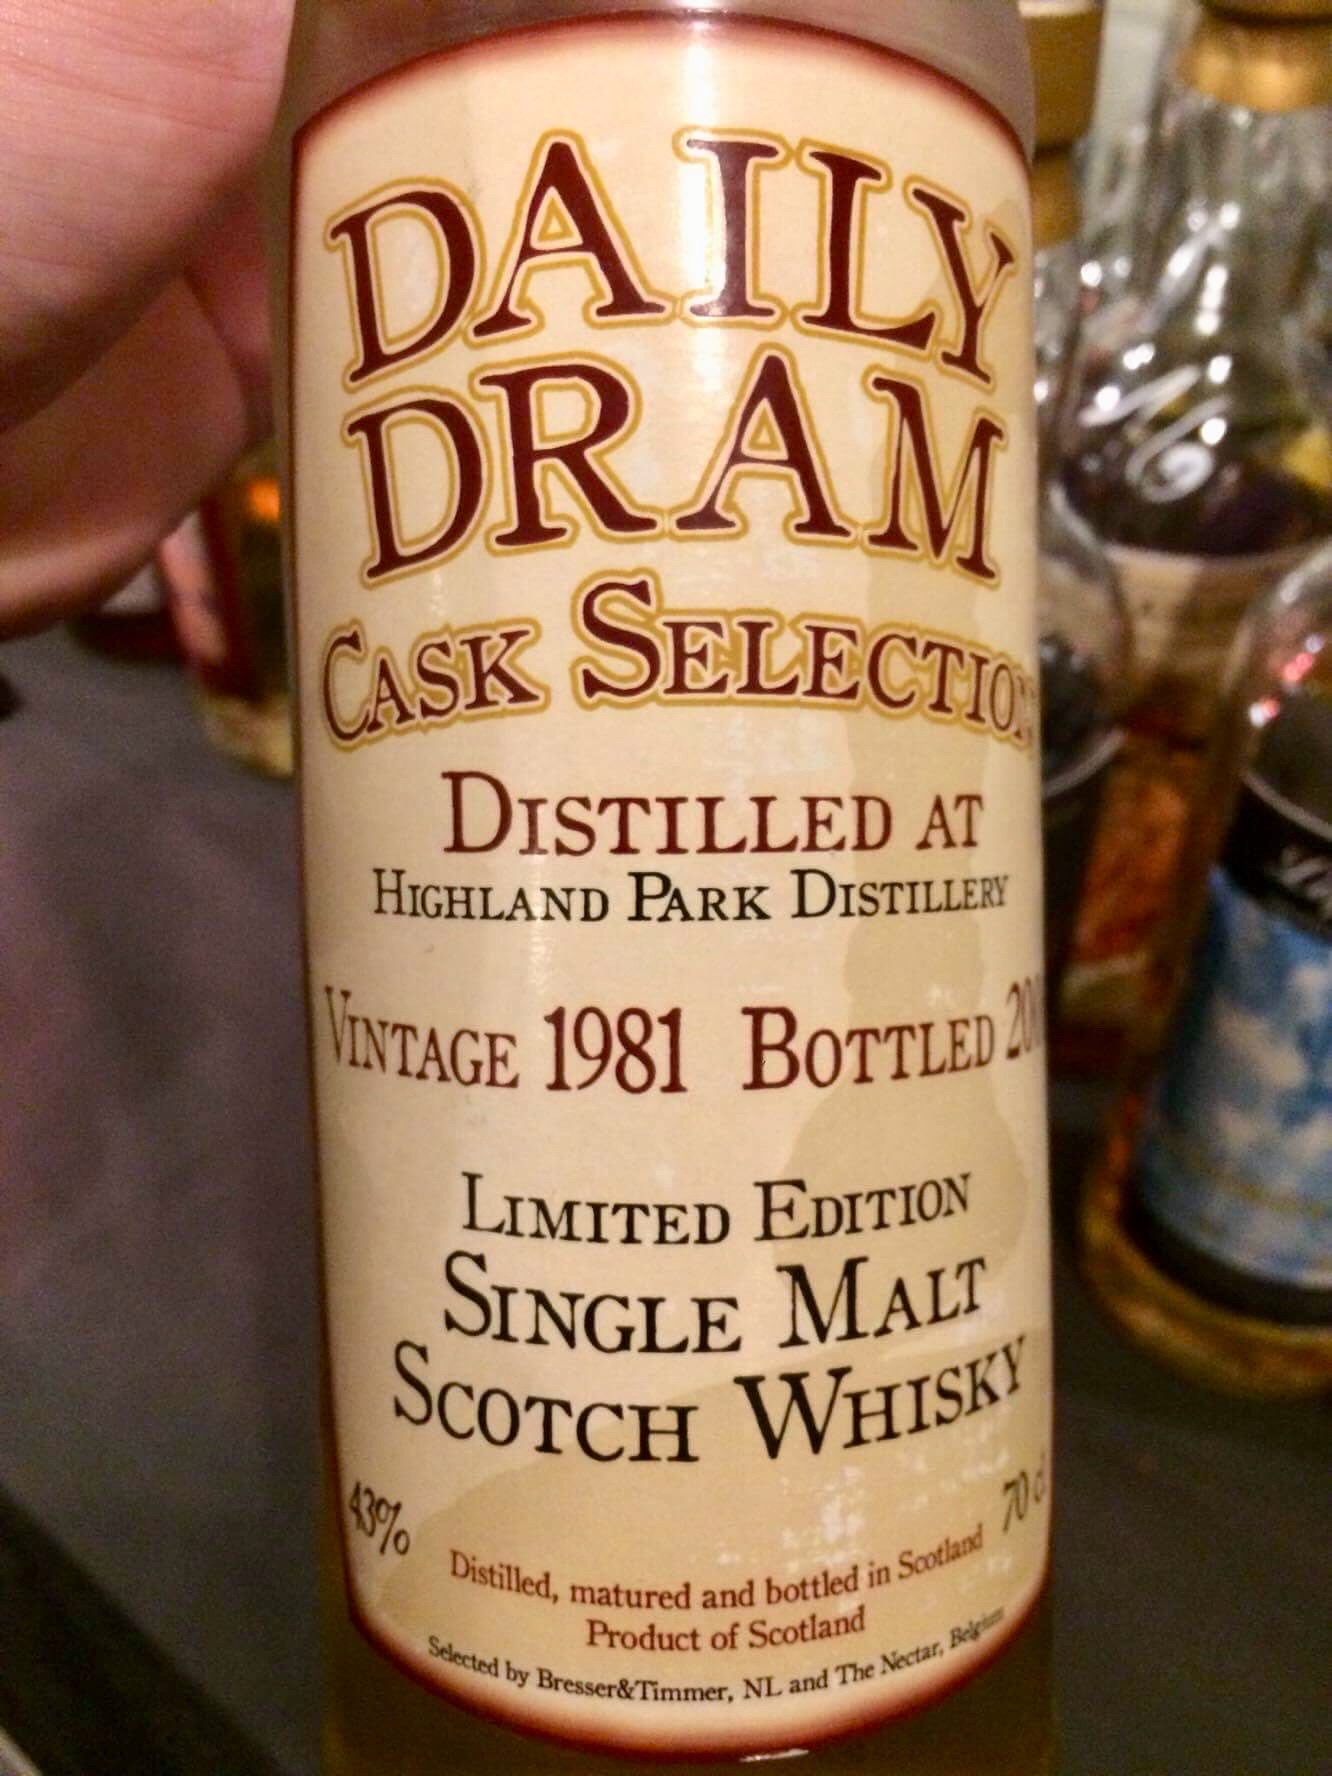 DAILY
DRAM
CASK SELECTION
DISTILLED AT
HIGHLAND PARK DISTILLERY
VINTAGE 1981 BOTTLED
LIMITED EDITION
SINGLE MALT
SCOTCH WHISKY
43%
70 cl
Distilled, matured and bottled in Scotland
Product of Scotland
Selected by Bresser&Timmer, NL and The Nectar, Belgium